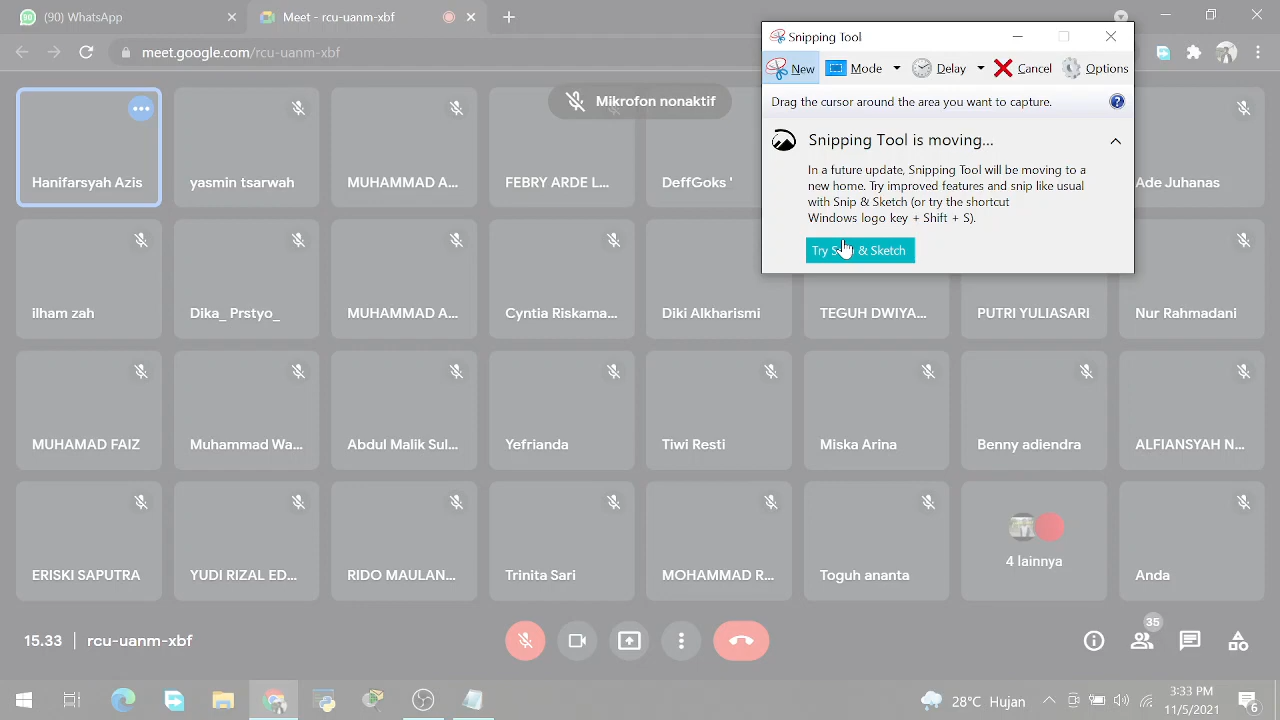 (90) WhatsApp
Meet - rcu-uanm-xbf
meet.google.com/rcu-uanm-xbf
Snipping Tool
New
Mode
Delay
Cancel
Options
Drag the cursor around the area you want to capture.
Snipping Tool is moving...
In a future update, Snipping Tool will be moving to a
new home. Try improved features and snip like usual
with Snip & Sketch (or try the shortcut
Windows logo key + Shift + S).
Try & Sketch
Mikrofon nonaktif
Hanifarsyah Azis
yasmin tsarwah
MUHAMMAD A...
FEBRY ARDE L...
DeffGoks '
Ade Juhanas
ilham zah
Dika_ Prstyo_
MUHAMMAD A...
Cyntia Riskama...
Diki Alkharismi
TEGUH DWIYA...
PUTRI YULIASARI
Nur Rahmadani
MUHAMAD FAIZ
Muhammad Wa...
Abdul Malik Sul...
Yefrianda
Tiwi Resti
Miska Arina
Benny adiendra
ALFIANSYAH N...
ERISKI SAPUTRA
YUDI RIZAL ED...
RIDO MAULAN...
Trinita Sari
MOHAMMAD R...
Toguh ananta
4 lainnya
Anda
15.33
rcu-uanm-xbf
35
28°C Hujan
3:33 PM
11/5/2021
6